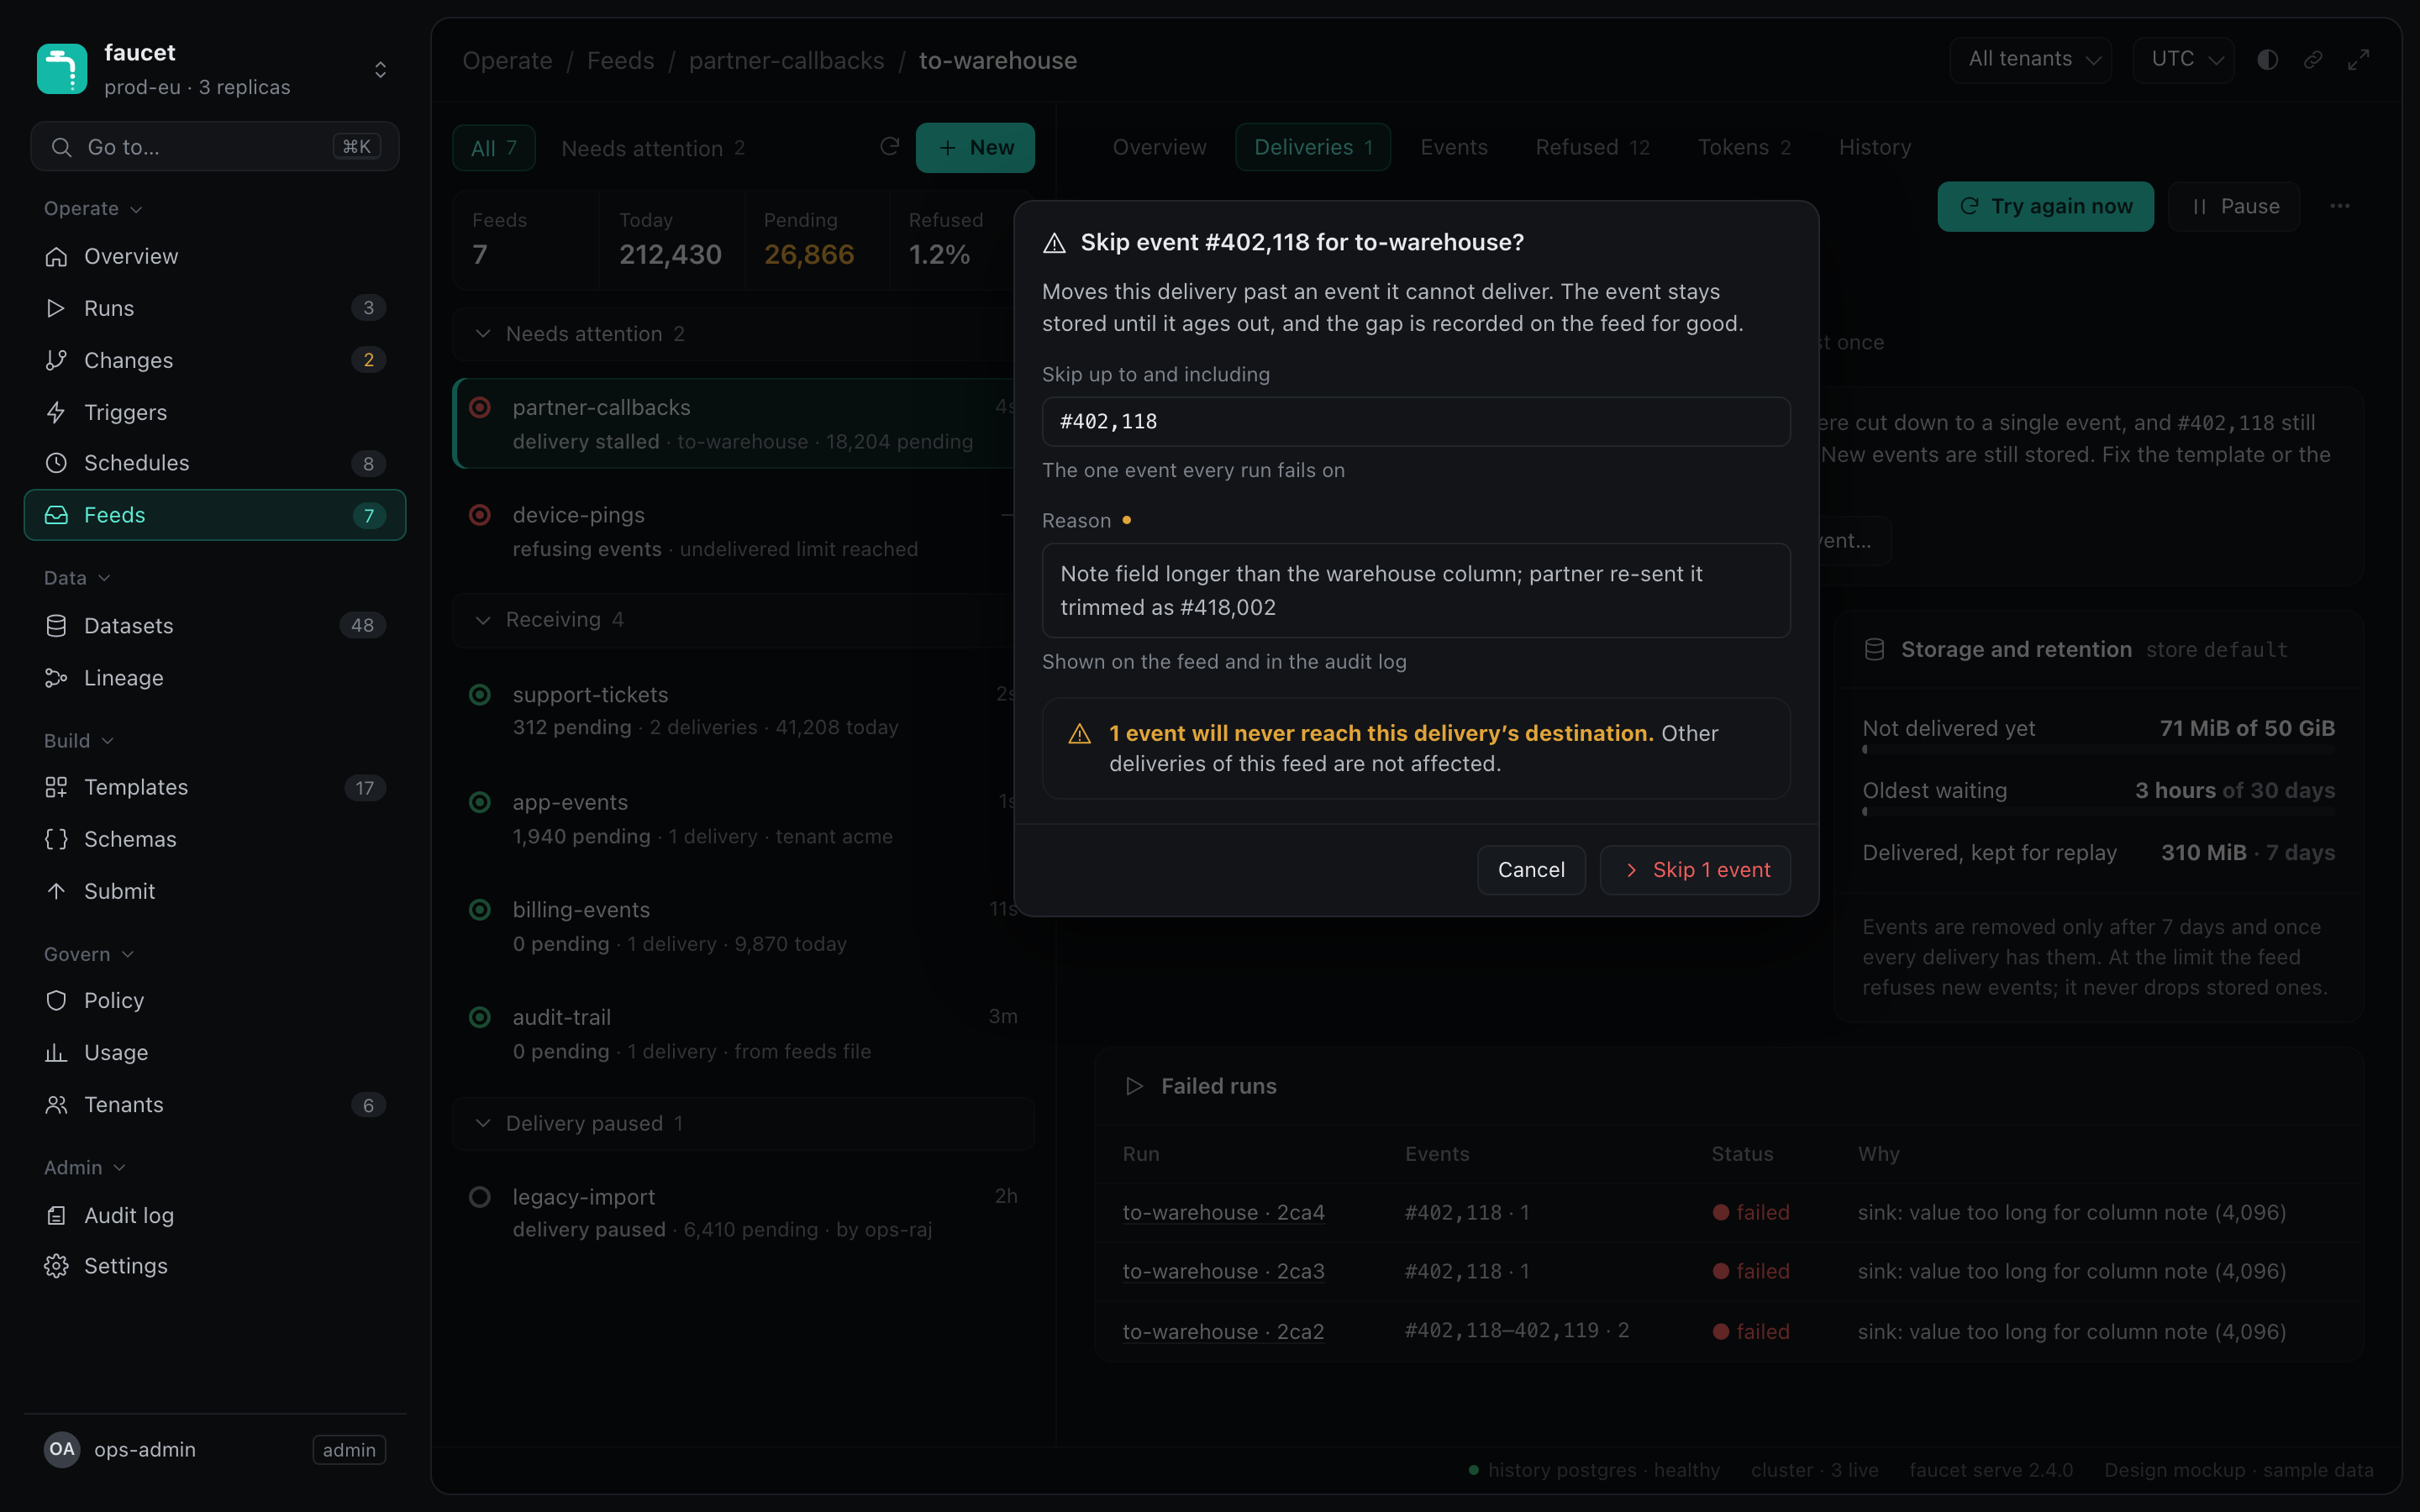 faucet
prod-eu · 3 replicas
Go to...
⌘K
Operate
Overview
Runs 3
Changes 2
Triggers
Schedules 8
Feeds 7
Data
Datasets 48
Lineage
Build
Templates 17
Schemas
Submit
Govern
Policy
Usage
Tenants 6
Admin
Audit log
Settings
OA ops-admin admin
Operate / Feeds / partner-callbacks / to-warehouse
All tenants
UTC
All 7
Needs attention 2
New
Feeds
7
Today
212,430
Pending
26,866
Refused
1.2%
Needs attention 2
partner-callbacks 4s
delivery stalled · to-warehouse · 18,204 pending
device-pings —
refusing events · undelivered limit reached
Receiving 4
support-tickets 2s
312 pending · 2 deliveries · 41,208 today
app-events 1s
1,940 pending · 1 delivery · tenant acme
billing-events 11s
0 pending · 1 delivery · 9,870 today
audit-trail 3m
0 pending · 1 delivery · from feeds file
Delivery paused 1
legacy-import 2h
delivery paused · 6,410 pending · by ops-raj
Overview
Deliveries 1
Events
Refused 12
Tokens 2
History
Try again now
Pause
once
cut down to a single event, and #402,118 still
New events are still stored. Fix the template or the
Skip event #402,118 for to-warehouse?
Moves this delivery past an event it cannot deliver. The event stays
stored until it ages out, and the gap is recorded on the feed for good.
Skip up to and including
#402,118
The one event every run fails on
Reason
Note field longer than the warehouse column; partner re-sent it
trimmed as #418,002
Shown on the feed and in the audit log
1 event will never reach this delivery’s destination. Other
deliveries of this feed are not affected.
Cancel
Skip 1 event
Storage and retention store default
Not delivered yet 71 MiB of 50 GiB
Oldest waiting 3 hours of 30 days
Delivered, kept for replay 310 MiB · 7 days
Events are removed only after 7 days and once
every delivery has them. At the limit the feed
refuses new events; it never drops stored ones.
Failed runs
Run Events Status Why
to-warehouse · 2ca4 #402,118 · 1 failed sink: value too long for column note (4,096)
to-warehouse · 2ca3 #402,118 · 1 failed sink: value too long for column note (4,096)
to-warehouse · 2ca2 #402,118–402,119 · 2 failed sink: value too long for column note (4,096)
history postgres · healthy
cluster · 3 live
faucet serve 2.4.0
Design mockup · sample data